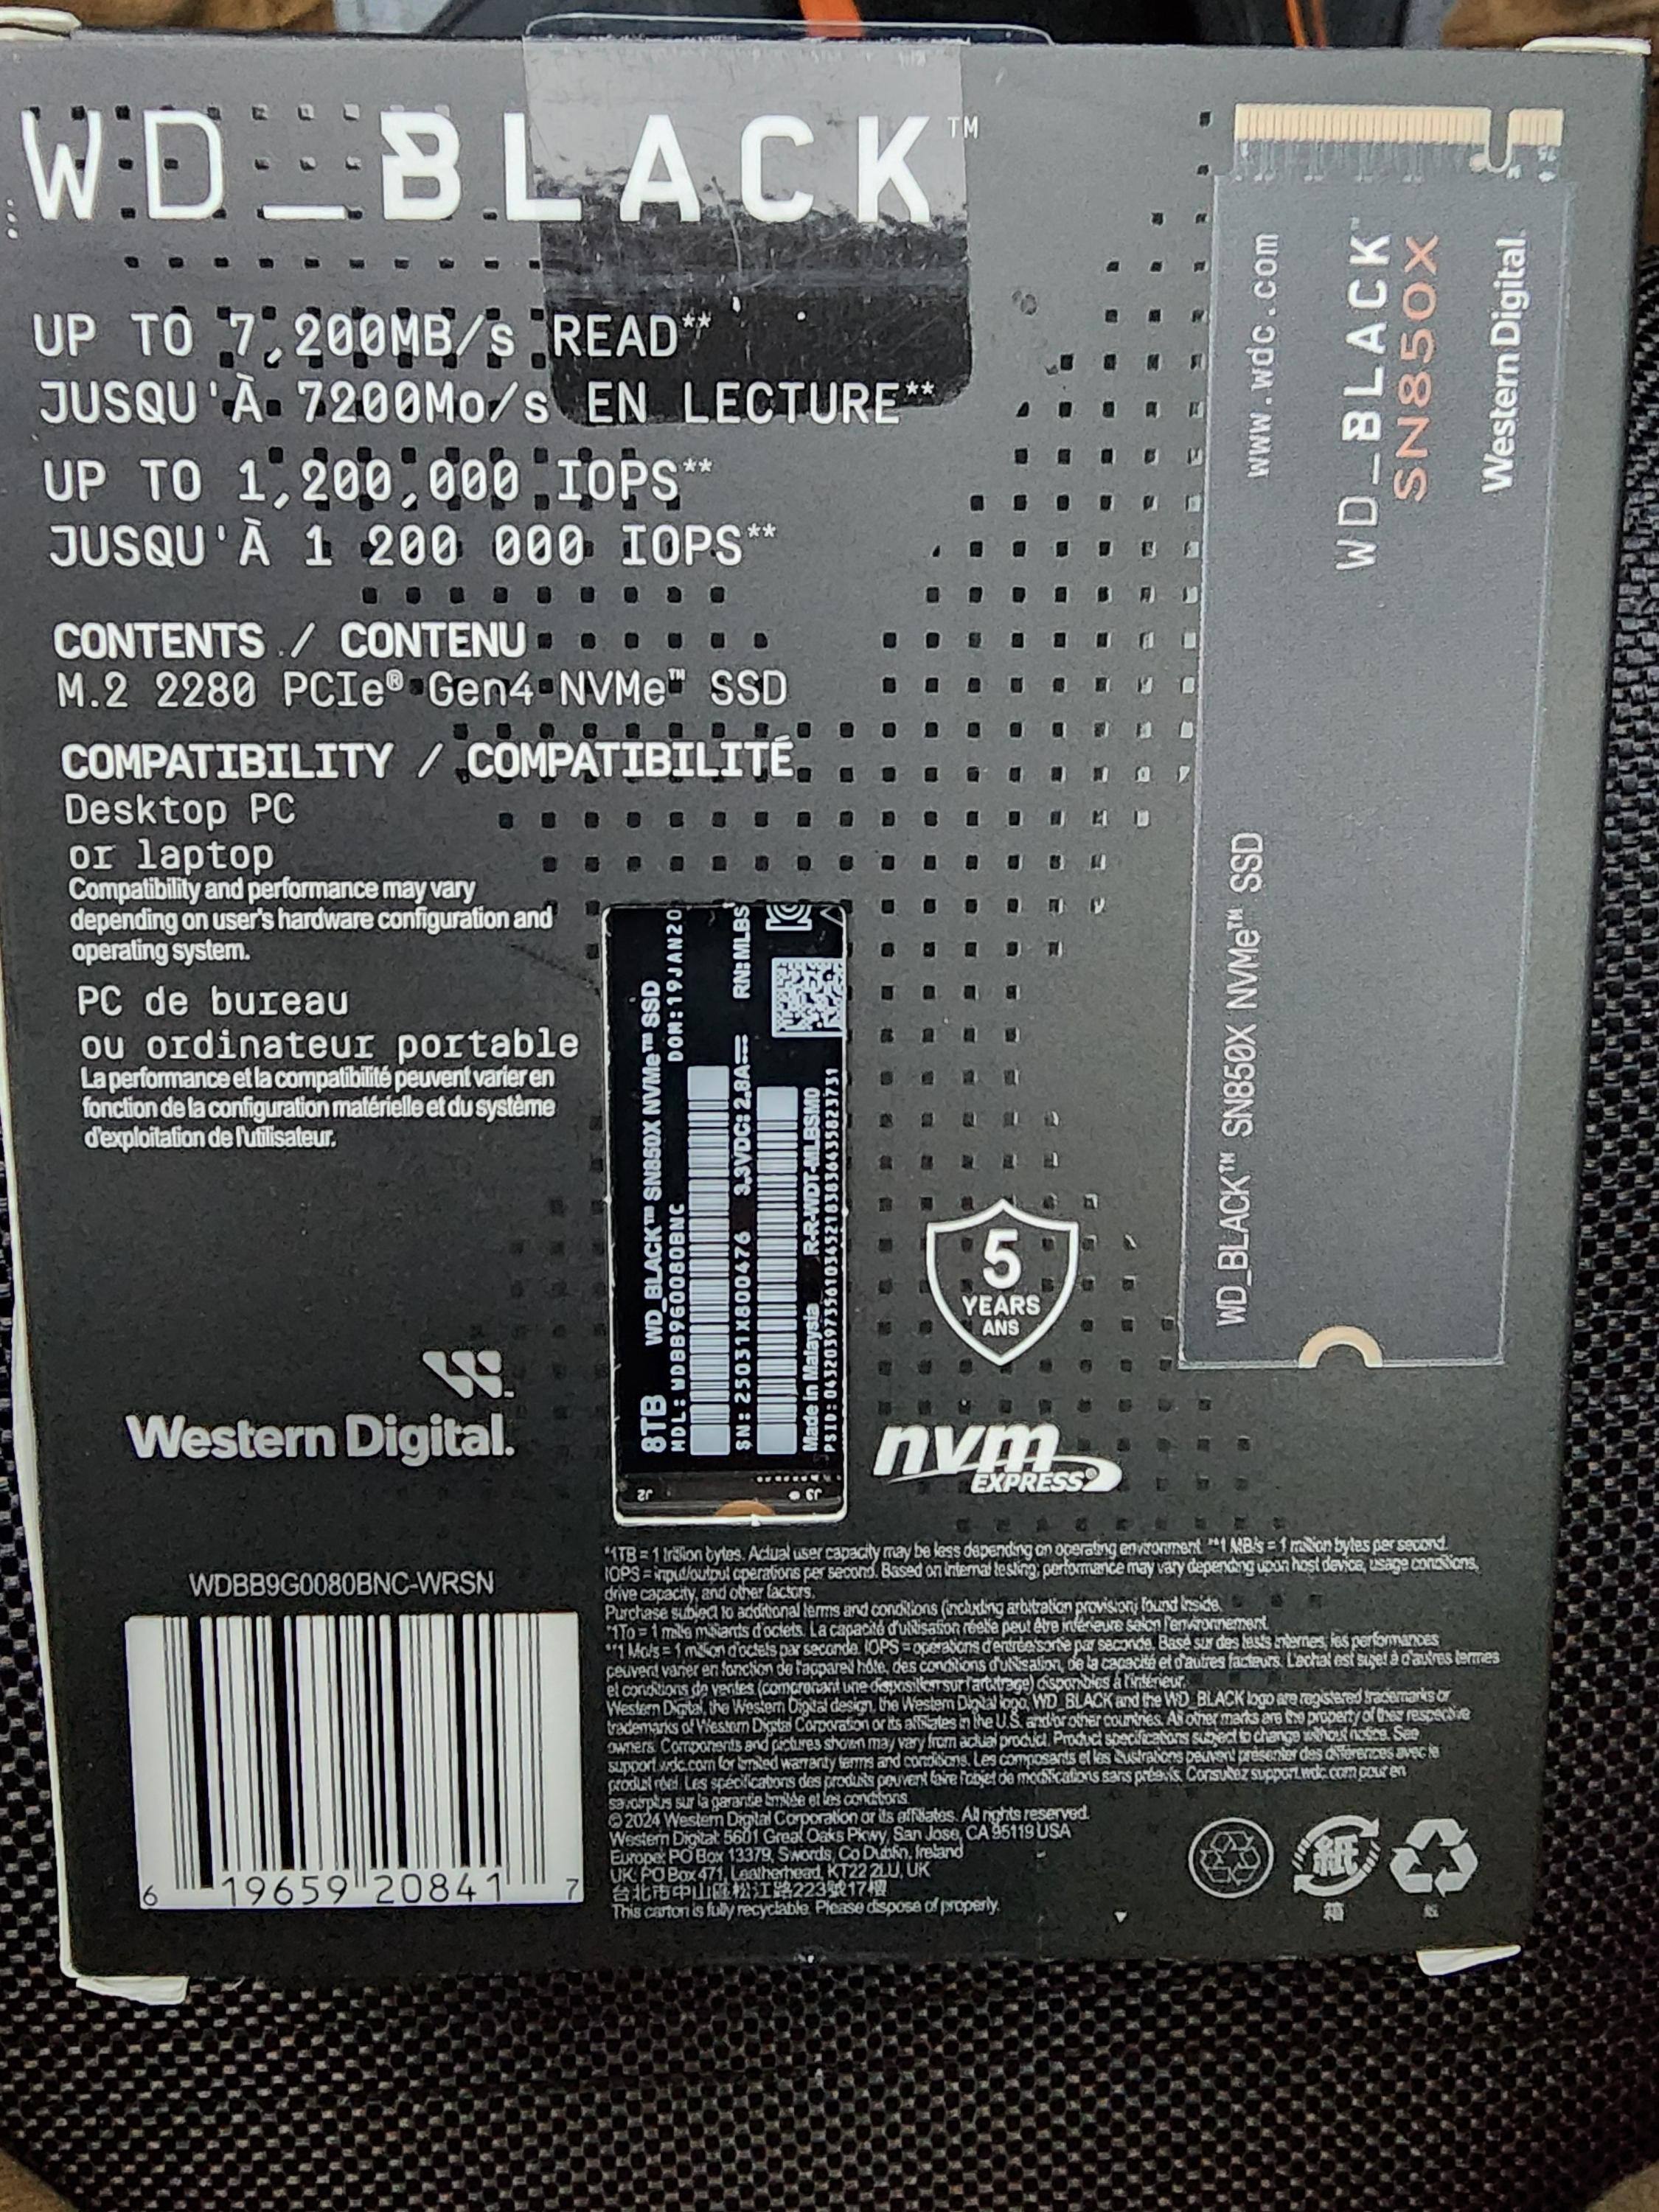 WD_BLACK™
UP TO 7,200MB/s READ**
JUSQU'À 7200Mo/s EN LECTURE**
UP TO 1,200,000 IOPS**
JUSQU'À 1 200 000 IOPS**
CONTENTS / CONTENU
M.2 2280 PCIe® Gen4 NVMe™ SSD
COMPATIBILITY / COMPATIBILITÉ
Desktop PC
or laptop
Compatibility and performance may vary
depending on user's hardware configuration and
operating system.
PC de bureau
ou ordinateur portable
La performance et la compatibilité peuvent varier en
fonction de la configuration matérielle et du système
d'exploitation de l'utilisateur.
Western Digital.
WDBB9G0080BNC-WRSN
6 19659 20841 7
8TB WD_BLACK™ SN850X NVMe™ SSD
MDL: WDBB9G0080BNC DOM:19JAN20
SN: 25031X800476 3.3VDC: 2.8A RN:MLBS
Made in Malaysia R-R-WDT-MLBSM0
J2
J3
5
YEARS
ANS
nvm
EXPRESS®
www.wdc.com
WD_BLACK™
SN850X
Western Digital.
WD_BLACK™ SN850X NVMe™ SSD
*1TB = 1 trillion bytes. Actual user capacity may be less depending on operating environment. **1 MB/s = 1 million bytes per second.
IOPS = input/output operations per second. Based on internal testing; performance may vary depending upon host device, usage conditions,
drive capacity, and other factors.
Purchase subject to additional terms and conditions (including arbitration provision) found inside.
*1To = 1 mille milliards d'octets. La capacité d'utilisation réelle peut être inférieure selon l'environnement.
**1 Mo/s = 1 million d'octets par seconde. IOPS = opérations d'entrée/sortie par seconde. Basé sur des tests internes; les performances
peuvent varier en fonction de l'appareil hôte, des conditions d'utilisation, de la capacité et d'autres facteurs. L'achat est sujet à d'autres termes
et conditions de ventes (comprenant une disposition sur l'arbitrage) disponibles à l'intérieur.
Western Digital, the Western Digital design, the Western Digital logo, WD_BLACK and the WD_BLACK logo are registered trademarks or
trademarks of Western Digital Corporation or its affiliates in the U.S. and/or other countries. All other marks are the property of their respective
owners. Components and pictures shown may vary from actual product. Product specifications subject to change without notice. See
support.wdc.com for limited warranty terms and conditions. Les composants et les illustrations peuvent présenter des différences avec le
produit réel. Les spécifications des produits peuvent faire l'objet de modifications sans préavis. Consultez support.wdc.com pour en
savoir plus sur la garantie limitée et les conditions.
© 2024 Western Digital Corporation or its affiliates. All rights reserved.
Western Digital: 5601 Great Oaks Pkwy, San Jose, CA 95119 USA
Europe: PO Box 13379, Swords, Co Dublin, Ireland
UK: PO Box 471, Leatherhead, KT22 2LU, UK
台北市中山區松江路223號17樓
This carton is fully recyclable. Please dispose of properly.
紙
箱